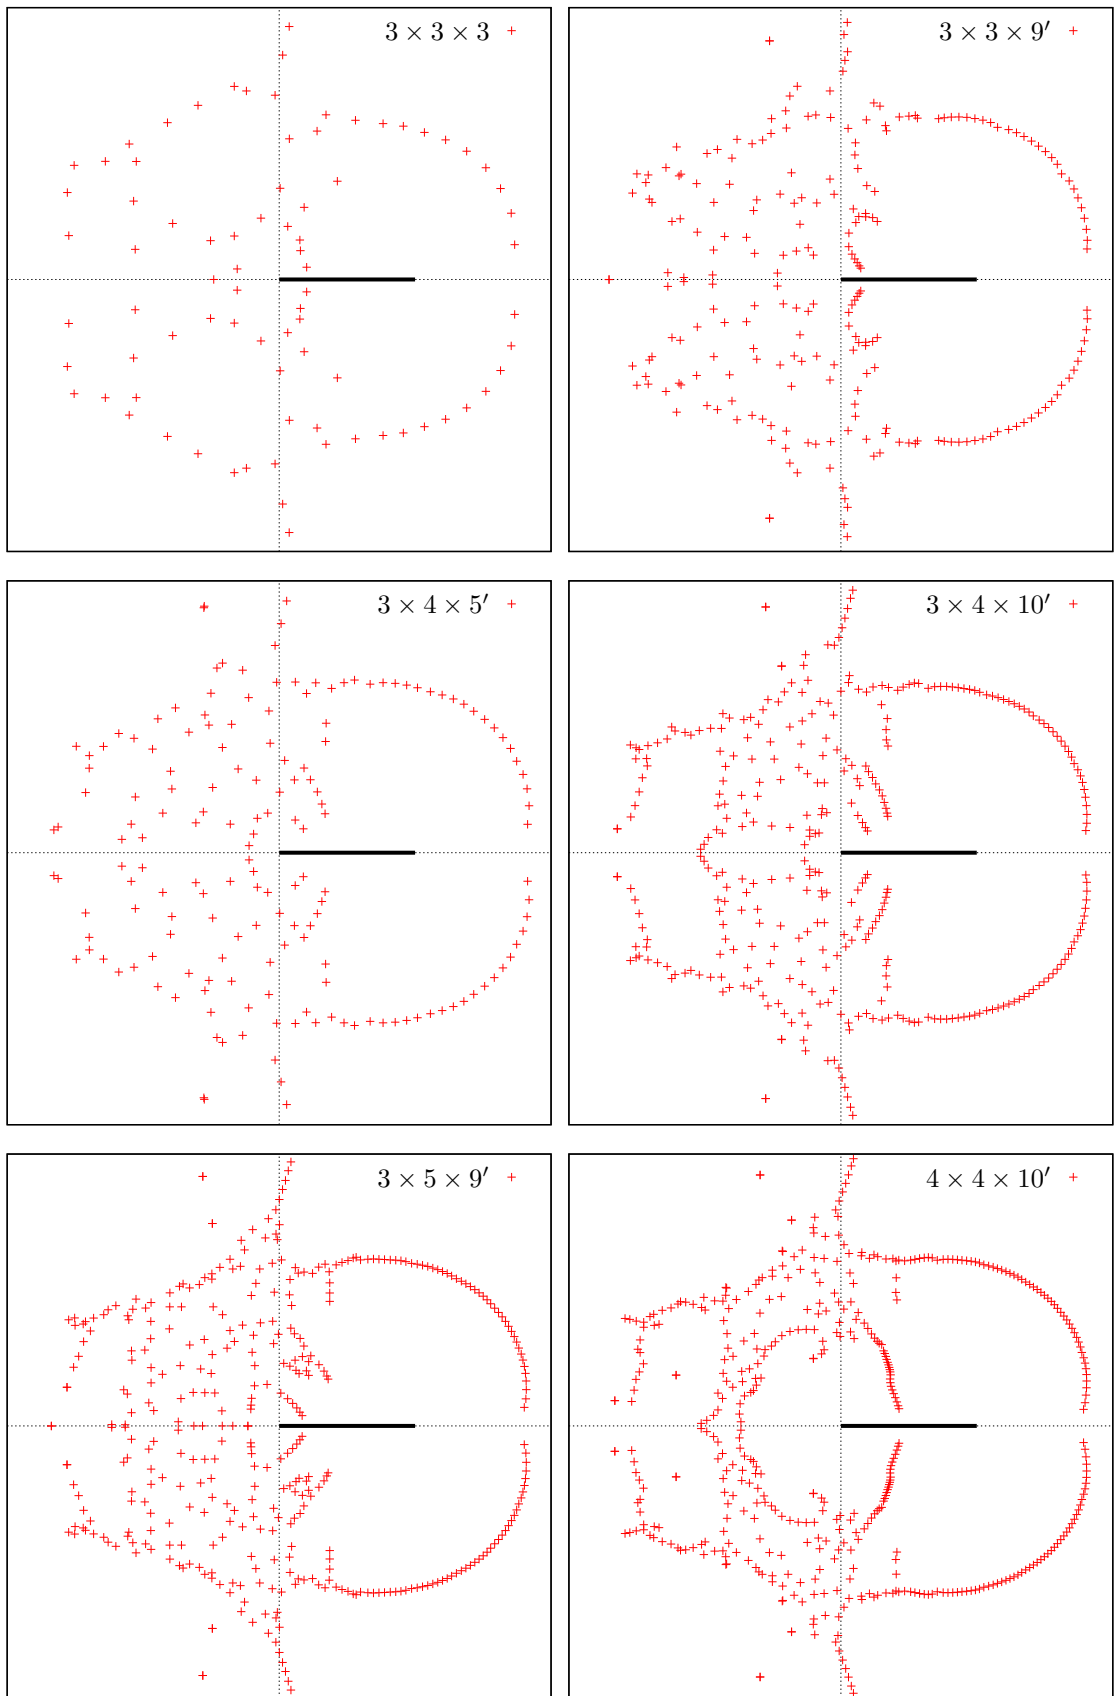 3 × 3 × 3
3 × 3 × 9′
3 × 4 × 5′
3 × 4 × 10′
3 × 5 × 9′
4 × 4 × 10′